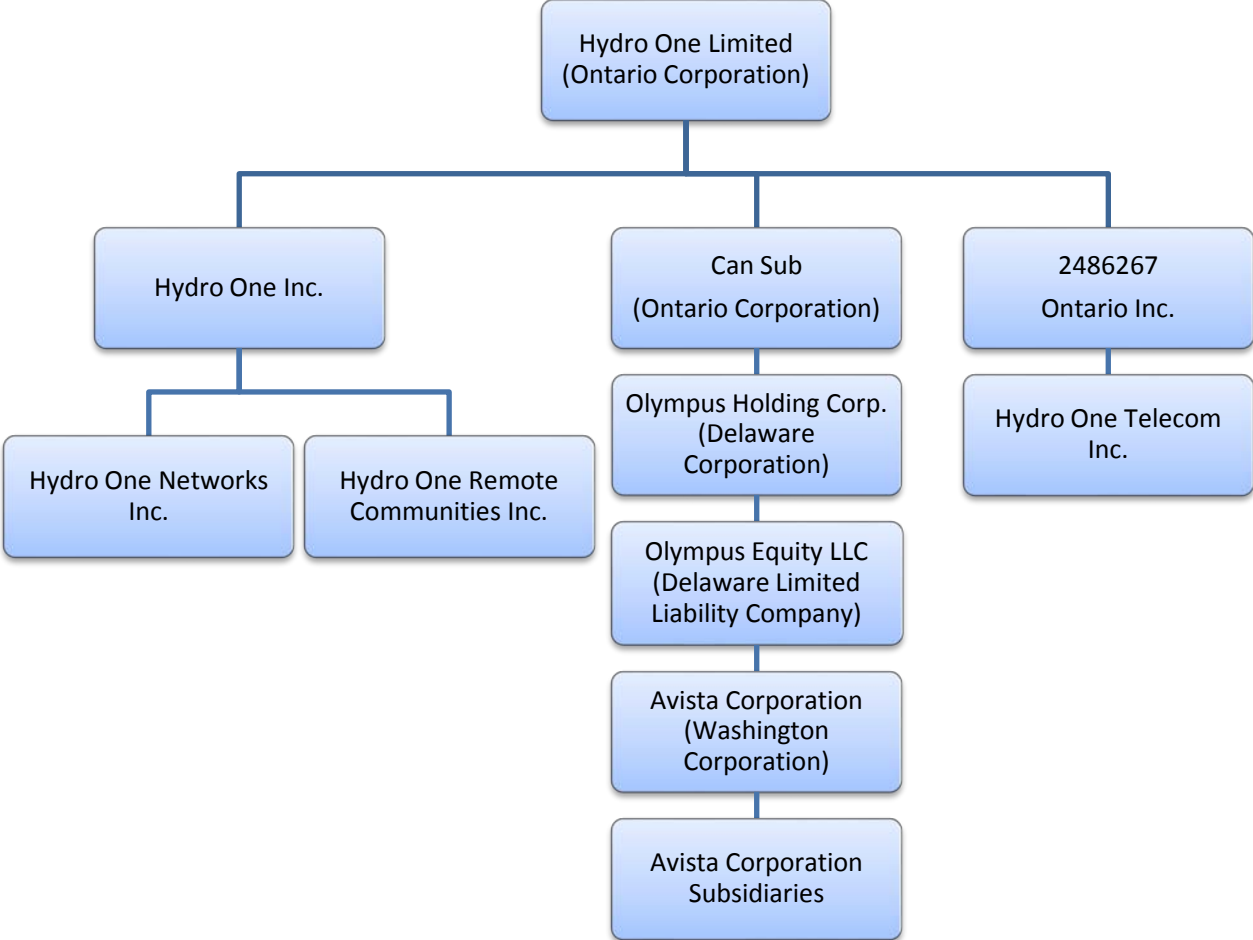 Hydro One Limited
(Ontario Corporation)
Hydro One Inc.
Can Sub
(Ontario Corporation)
2486267
Ontario Inc.
Hydro One Networks
Inc.
Hydro One Remote
Communities Inc.
Olympus Holding Corp.
(Delaware
Corporation)
Hydro One Telecom
Inc.
Olympus Equity LLC
(Delaware Limited
Liability Company)
Avista Corporation
(Washington
Corporation)
Avista Corporation
Subsidiaries